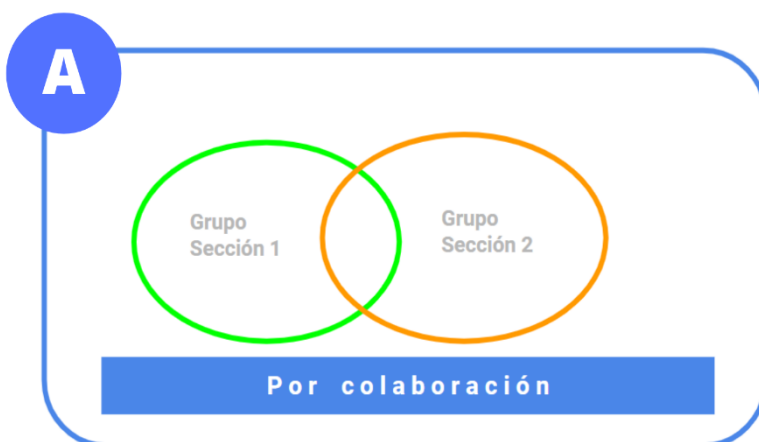 A
Grupo
Sección 1
Grupo
Sección 2
Por colaboración